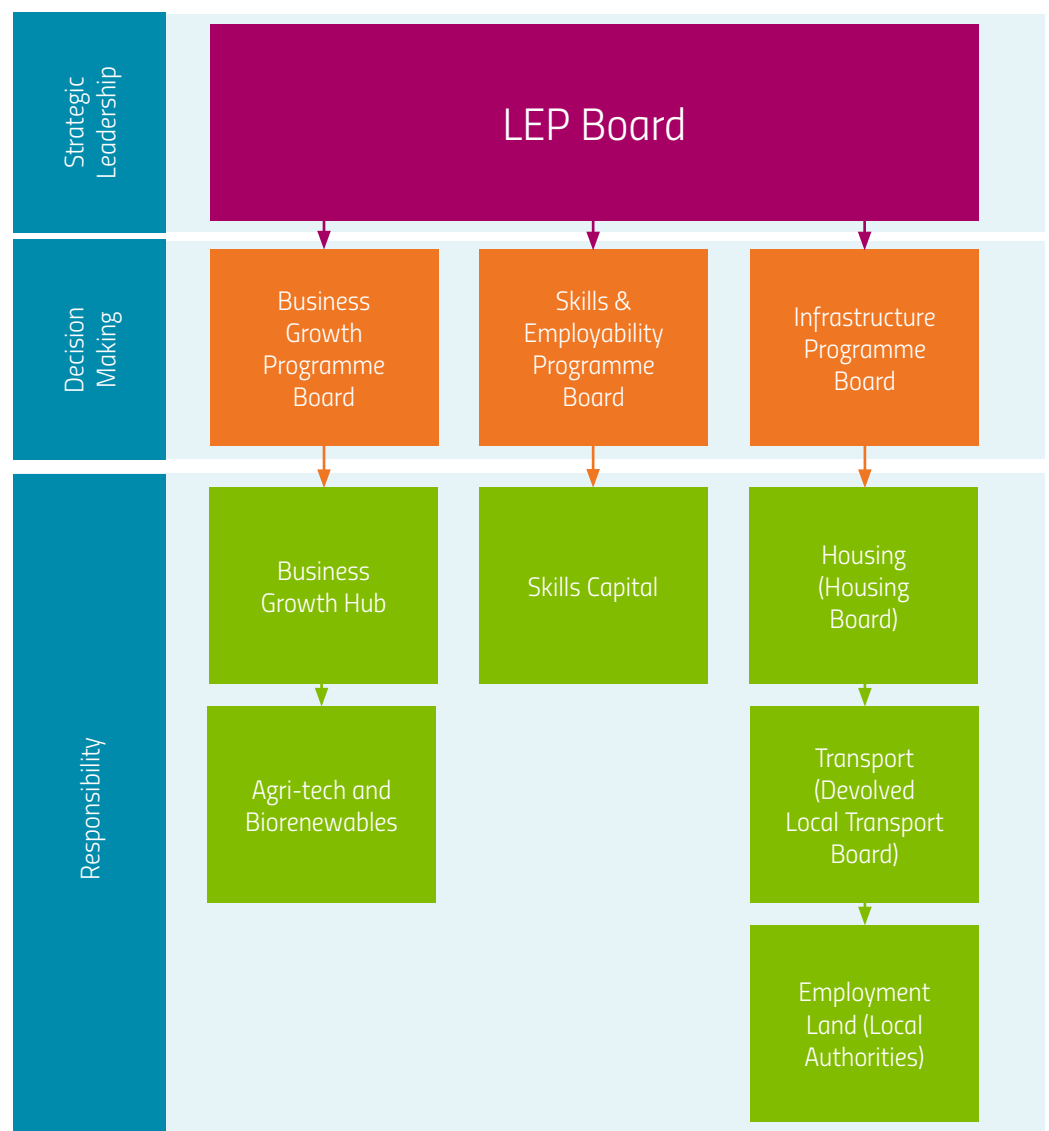 Strategic
Leadership
LEP Board
Decision
Making
Business
Growth
Programme
Board
Skills &
Employability
Programme
Board
Infrastructure
Programme
Board
Responsibility
Business
Growth Hub
Skills Capital
Housing
(Housing
Board)
Agri-tech and
Biorenewables
Transport
(Devolved
Local Transport
Board)
Employment
Land (Local
Authorities)